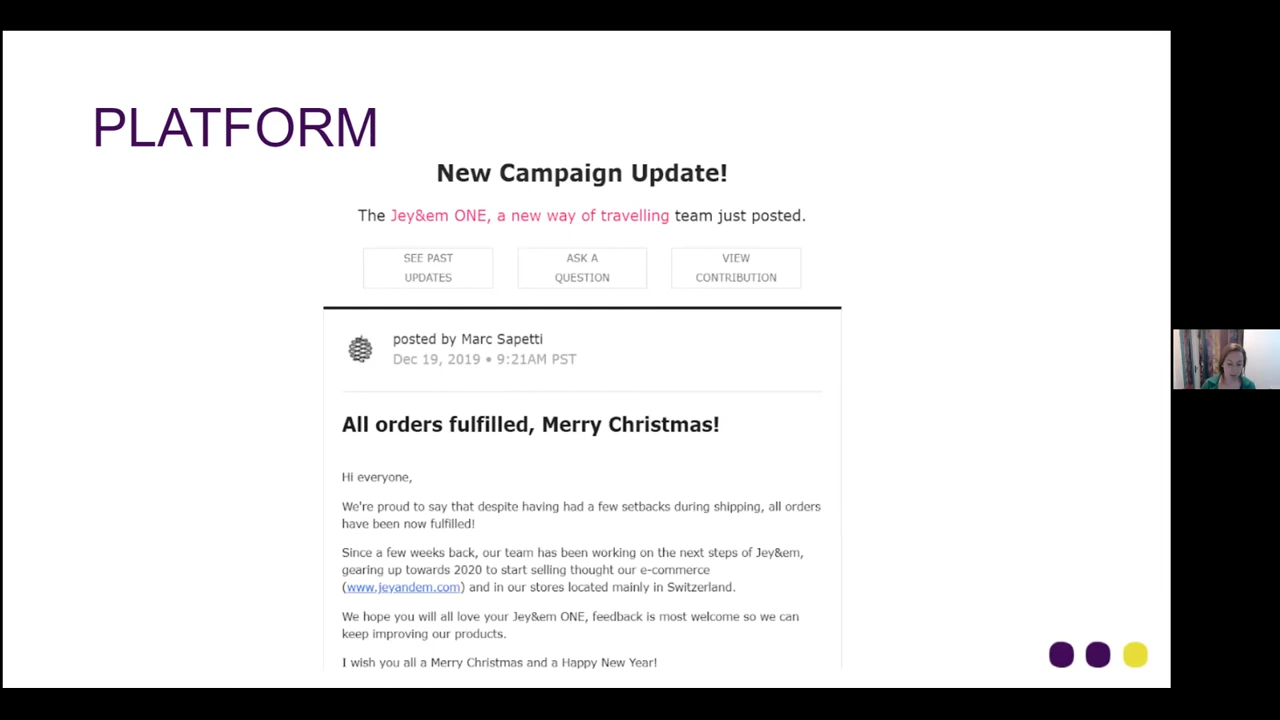 PLATFORM
New Campaign Update!
The Jey&em ONE, a new way of travelling team just posted.
SEE PAST
UPDATES
ASK A
QUESTION
VIEW
CONTRIBUTION
posted by Marc Sapetti
Dec 19, 2019 • 9:21AM PST
All orders fulfilled, Merry Christmas!
Hi everyone,
We're proud to say that despite having had a few setbacks during shipping, all orders
have been now fulfilled!
Since a few weeks back, our team has been working on the next steps of Jey&em,
gearing up towards 2020 to start selling thought our e-commerce
(www.jeyandem.com) and in our stores located mainly in Switzerland.
We hope you will all love your Jey&em ONE, feedback is most welcome so we can
keep improving our products.
I wish you all a Merry Christmas and a Happy New Year!